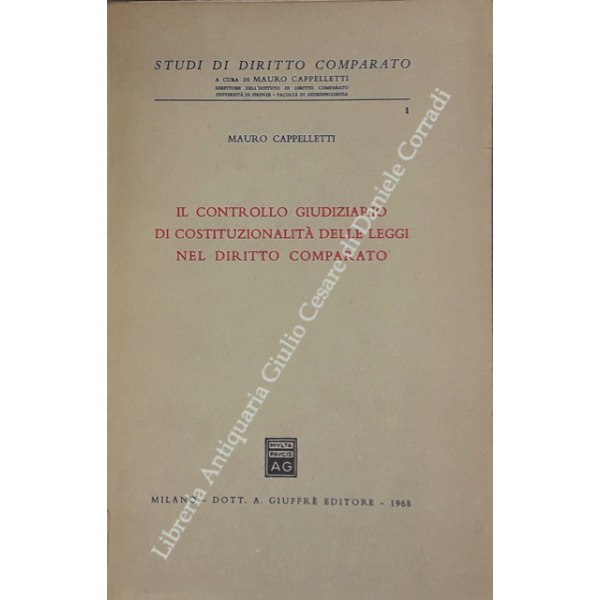 STUDI DI DIRITTO COMPARATO
A CURA DI MAURO CAPPELLETTI
DIRETTORE DELL'ISTITUTO DI DIRITTO COMPARATO
UNIVERSITÀ DI FIRENZE - FACOLTÀ DI GIURISPRUDENZA
1
MAURO CAPPELLETTI
IL CONTROLLO GIUDIZIARIO
DI COSTITUZIONALITÀ DELLE LEGGI
NEL DIRITTO COMPARATO
MVLTA
PAVCIS
AG
MILANO - DOTT. A. GIUFFRÈ EDITORE - 1968
Libreria Antiquaria Giulio Cesare di Daniele Corradi